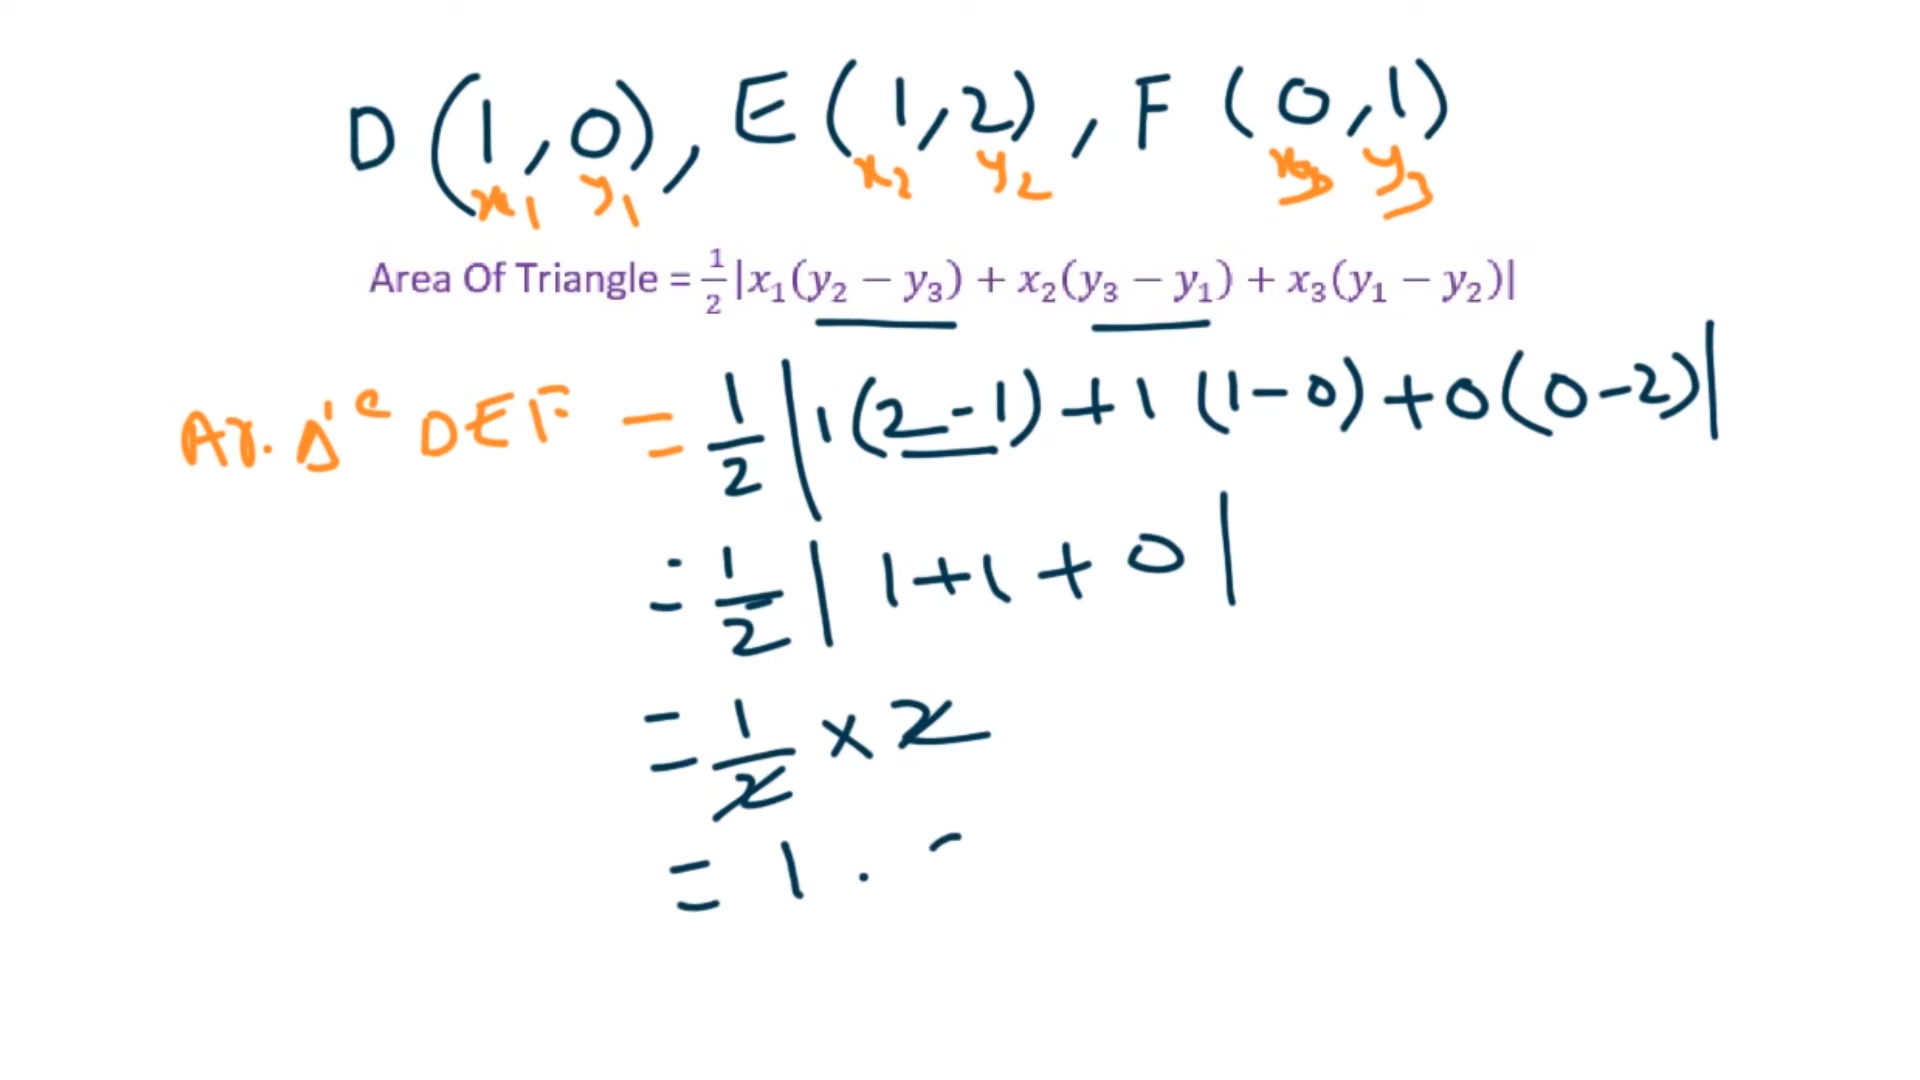 D (1,0), E (1,2), F (0,1)
x₁ y₁ x₂ y₂ x₃ y₃
Area Of Triangle = 1/2|x₁(y₂ − y₃) + x₂(y₃ − y₁) + x₃(y₁ − y₂)|
Ar. Δˡᵉ DEF = 1/2 |1(2-1)+1(1-0)+0(0-2)|
= 1/2 | 1+1+0 |
= 1/2 × 2
= 1 .